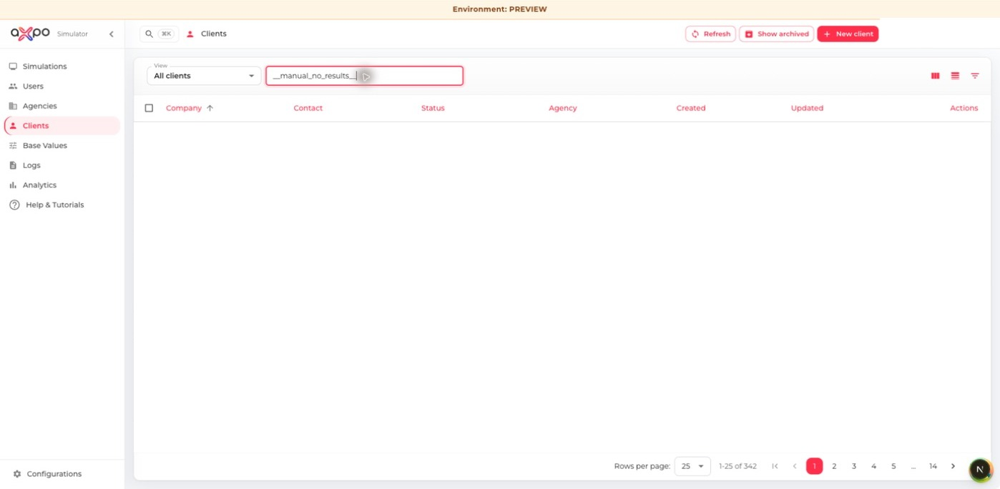 Environment: PREVIEW
axpo Simulator
⌘K Clients
Refresh Show archived + New client
Simulations
Users
Agencies
Clients
Base Values
Logs
Analytics
Help & Tutorials
Configurations
View
All clients
__manual_no_results__
Company ↑ Contact Status Agency Created Updated Actions
Rows per page: 25 1-25 of 342 1 2 3 4 5 ... 14
N